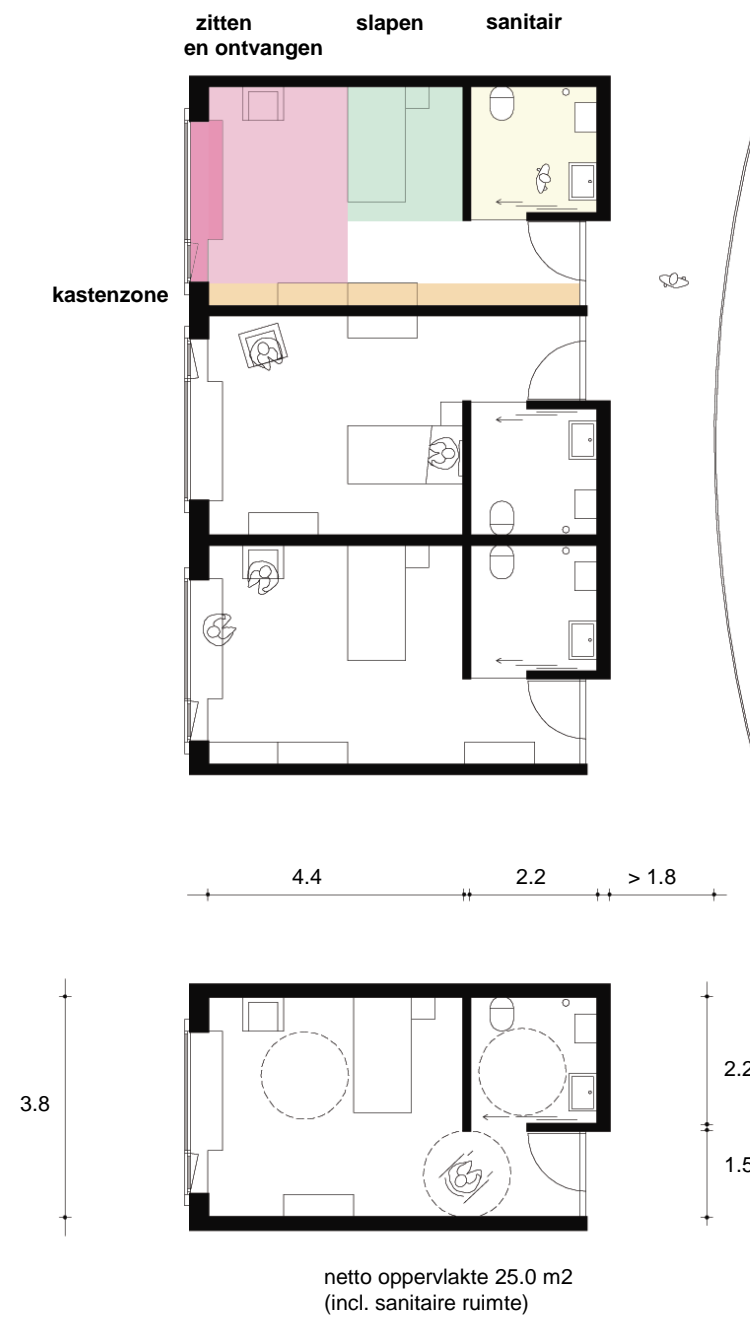 zitten
en ontvangen
slapen
sanitair
kastenzone
4.4
2.2
> 1.8
3.8
2.2
1.5
netto oppervlakte 25.0 m2
(incl. sanitaire ruimte)